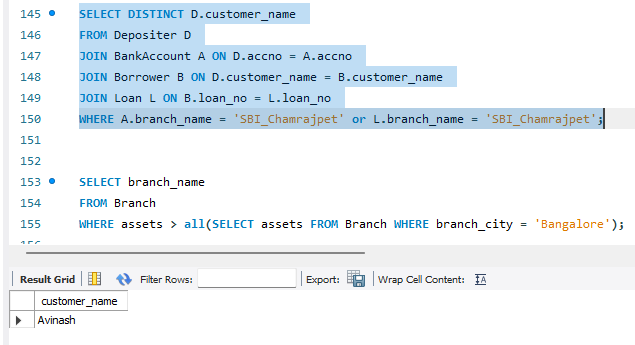 145 SELECT DISTINCT D.customer_name
146 FROM Depositer D
147 JOIN BankAccount A ON D.accno = A.accno
148 JOIN Borrower B ON D.customer_name = B.customer_name
149 JOIN Loan L ON B.loan_no = L.loan_no
150 WHERE A.branch_name = 'SBI_Chamrajpet' or L.branch_name = 'SBI_Chamrajpet';
151
152
153 SELECT branch_name
154 FROM Branch
155 WHERE assets > all(SELECT assets FROM Branch WHERE branch_city = 'Bangalore');
Result Grid Filter Rows: Export: Wrap Cell Content: IA
customer_name
Avinash